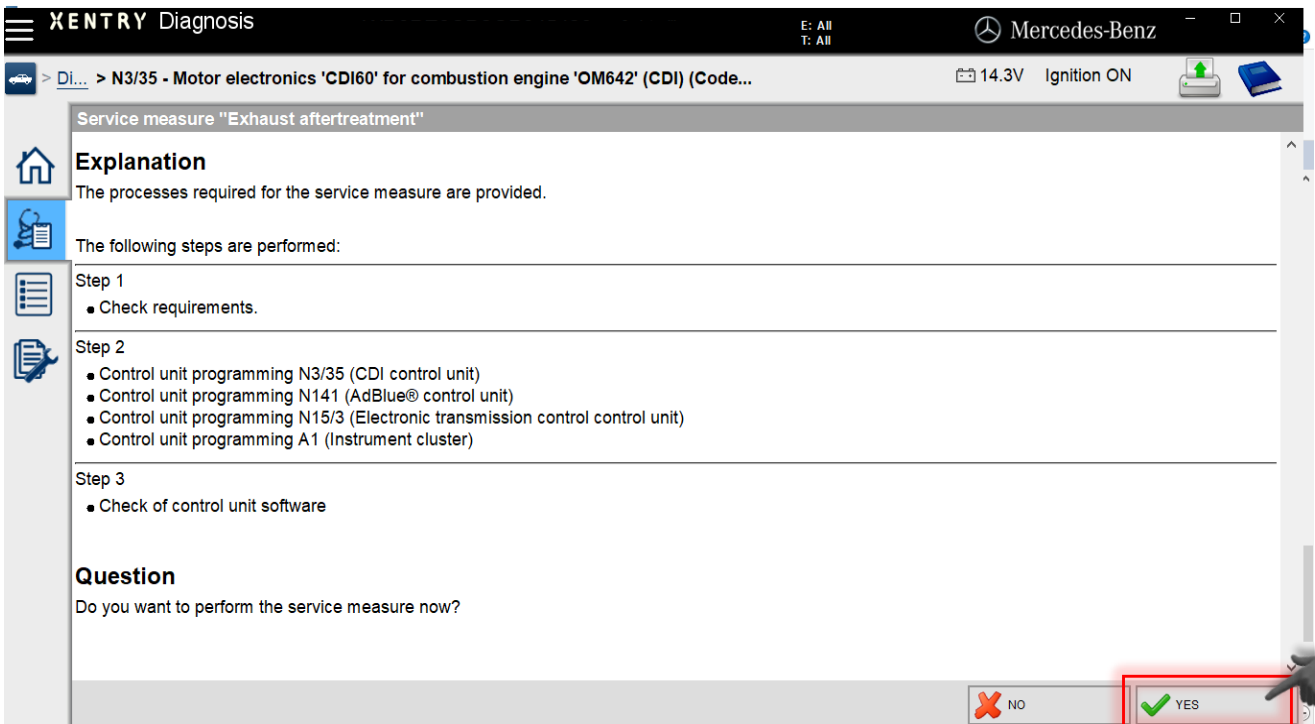 XENTRY Diagnosis
E: All
T: All
Mercedes-Benz
> Di... > N3/35 - Motor electronics 'CDI60' for combustion engine 'OM642' (CDI) (Code...
14.3V Ignition ON
Service measure "Exhaust aftertreatment"
Explanation
The processes required for the service measure are provided.
The following steps are performed:
Step 1
• Check requirements.
Step 2
• Control unit programming N3/35 (CDI control unit)
• Control unit programming N141 (AdBlue® control unit)
• Control unit programming N15/3 (Electronic transmission control control unit)
• Control unit programming A1 (Instrument cluster)
Step 3
• Check of control unit software
Question
Do you want to perform the service measure now?
NO
YES